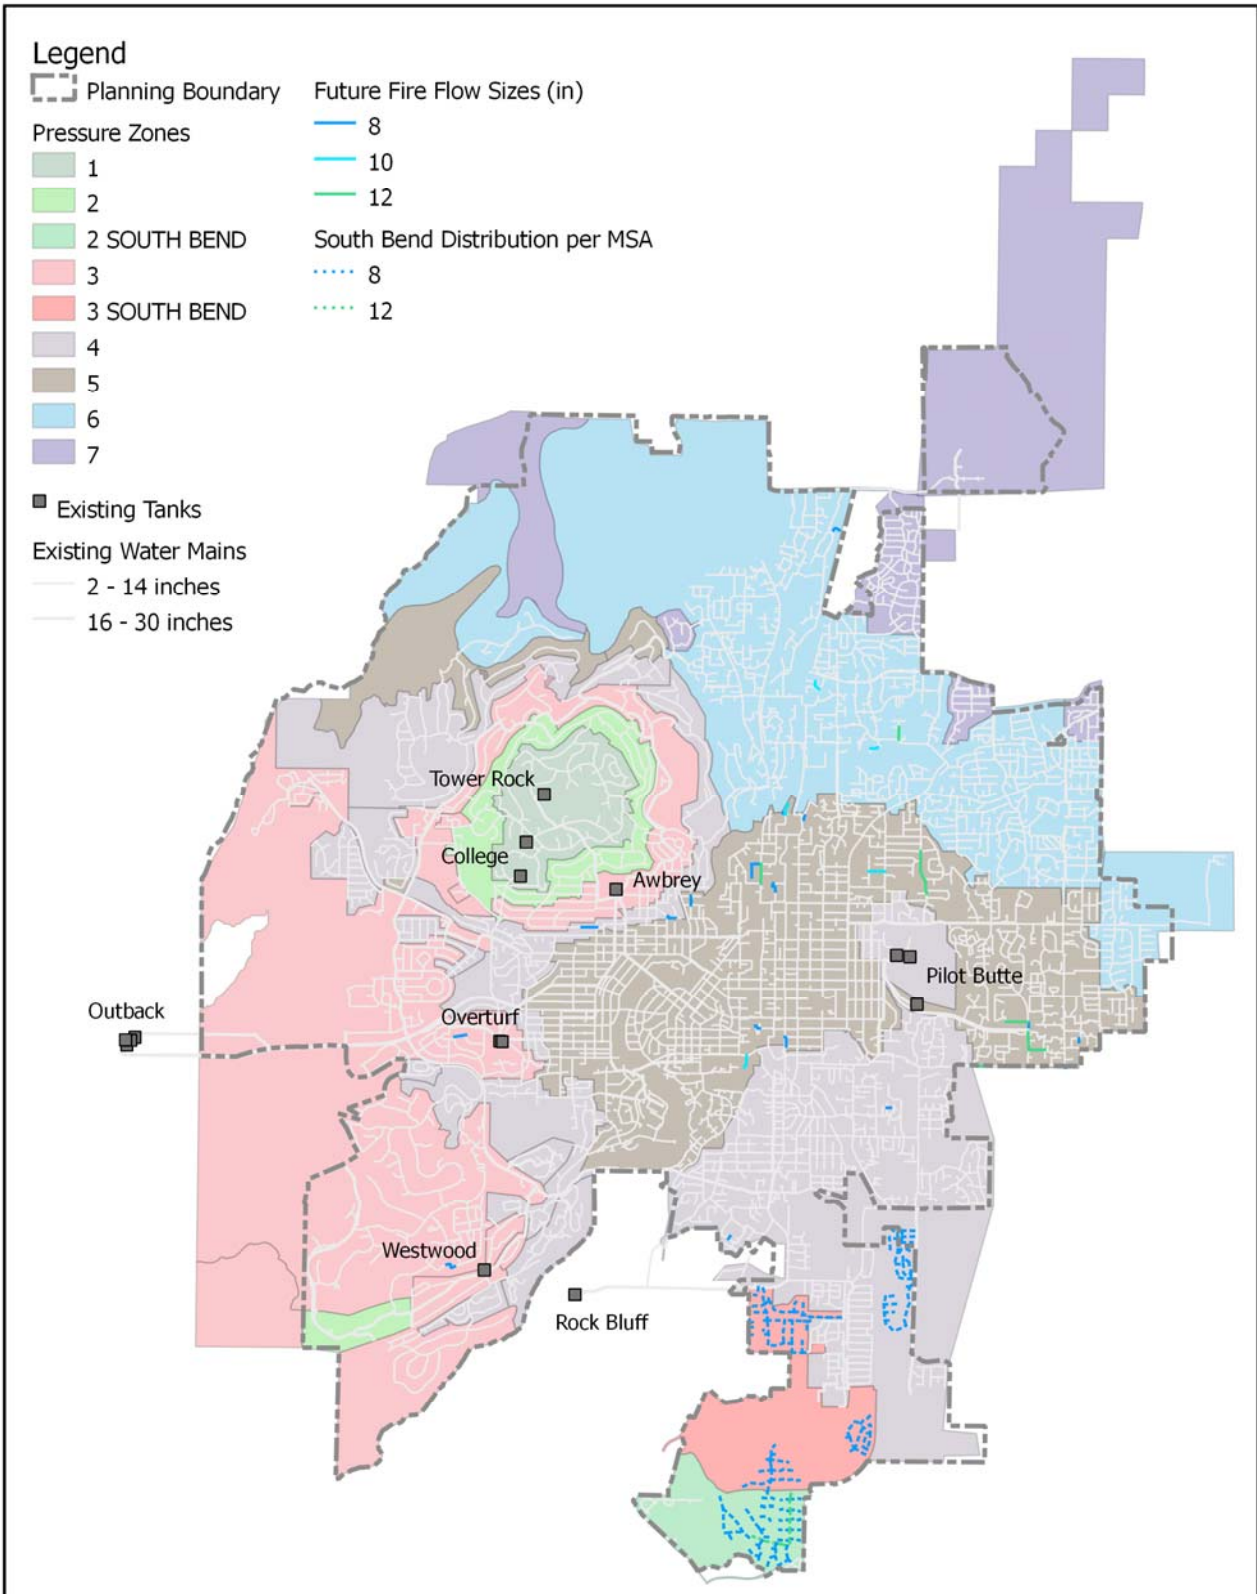 Legend
Planning Boundary
Pressure Zones
1
2
2 SOUTH BEND
3
3 SOUTH BEND
4
5
6
7
Existing Tanks
Existing Water Mains
2 - 14 inches
16 - 30 inches
Future Fire Flow Sizes (in)
8
10
12
South Bend Distribution per MSA
8
12
Tower Rock
College
Awbrey
Pilot Butte
Outback
Overturf
Westwood
Rock Bluff